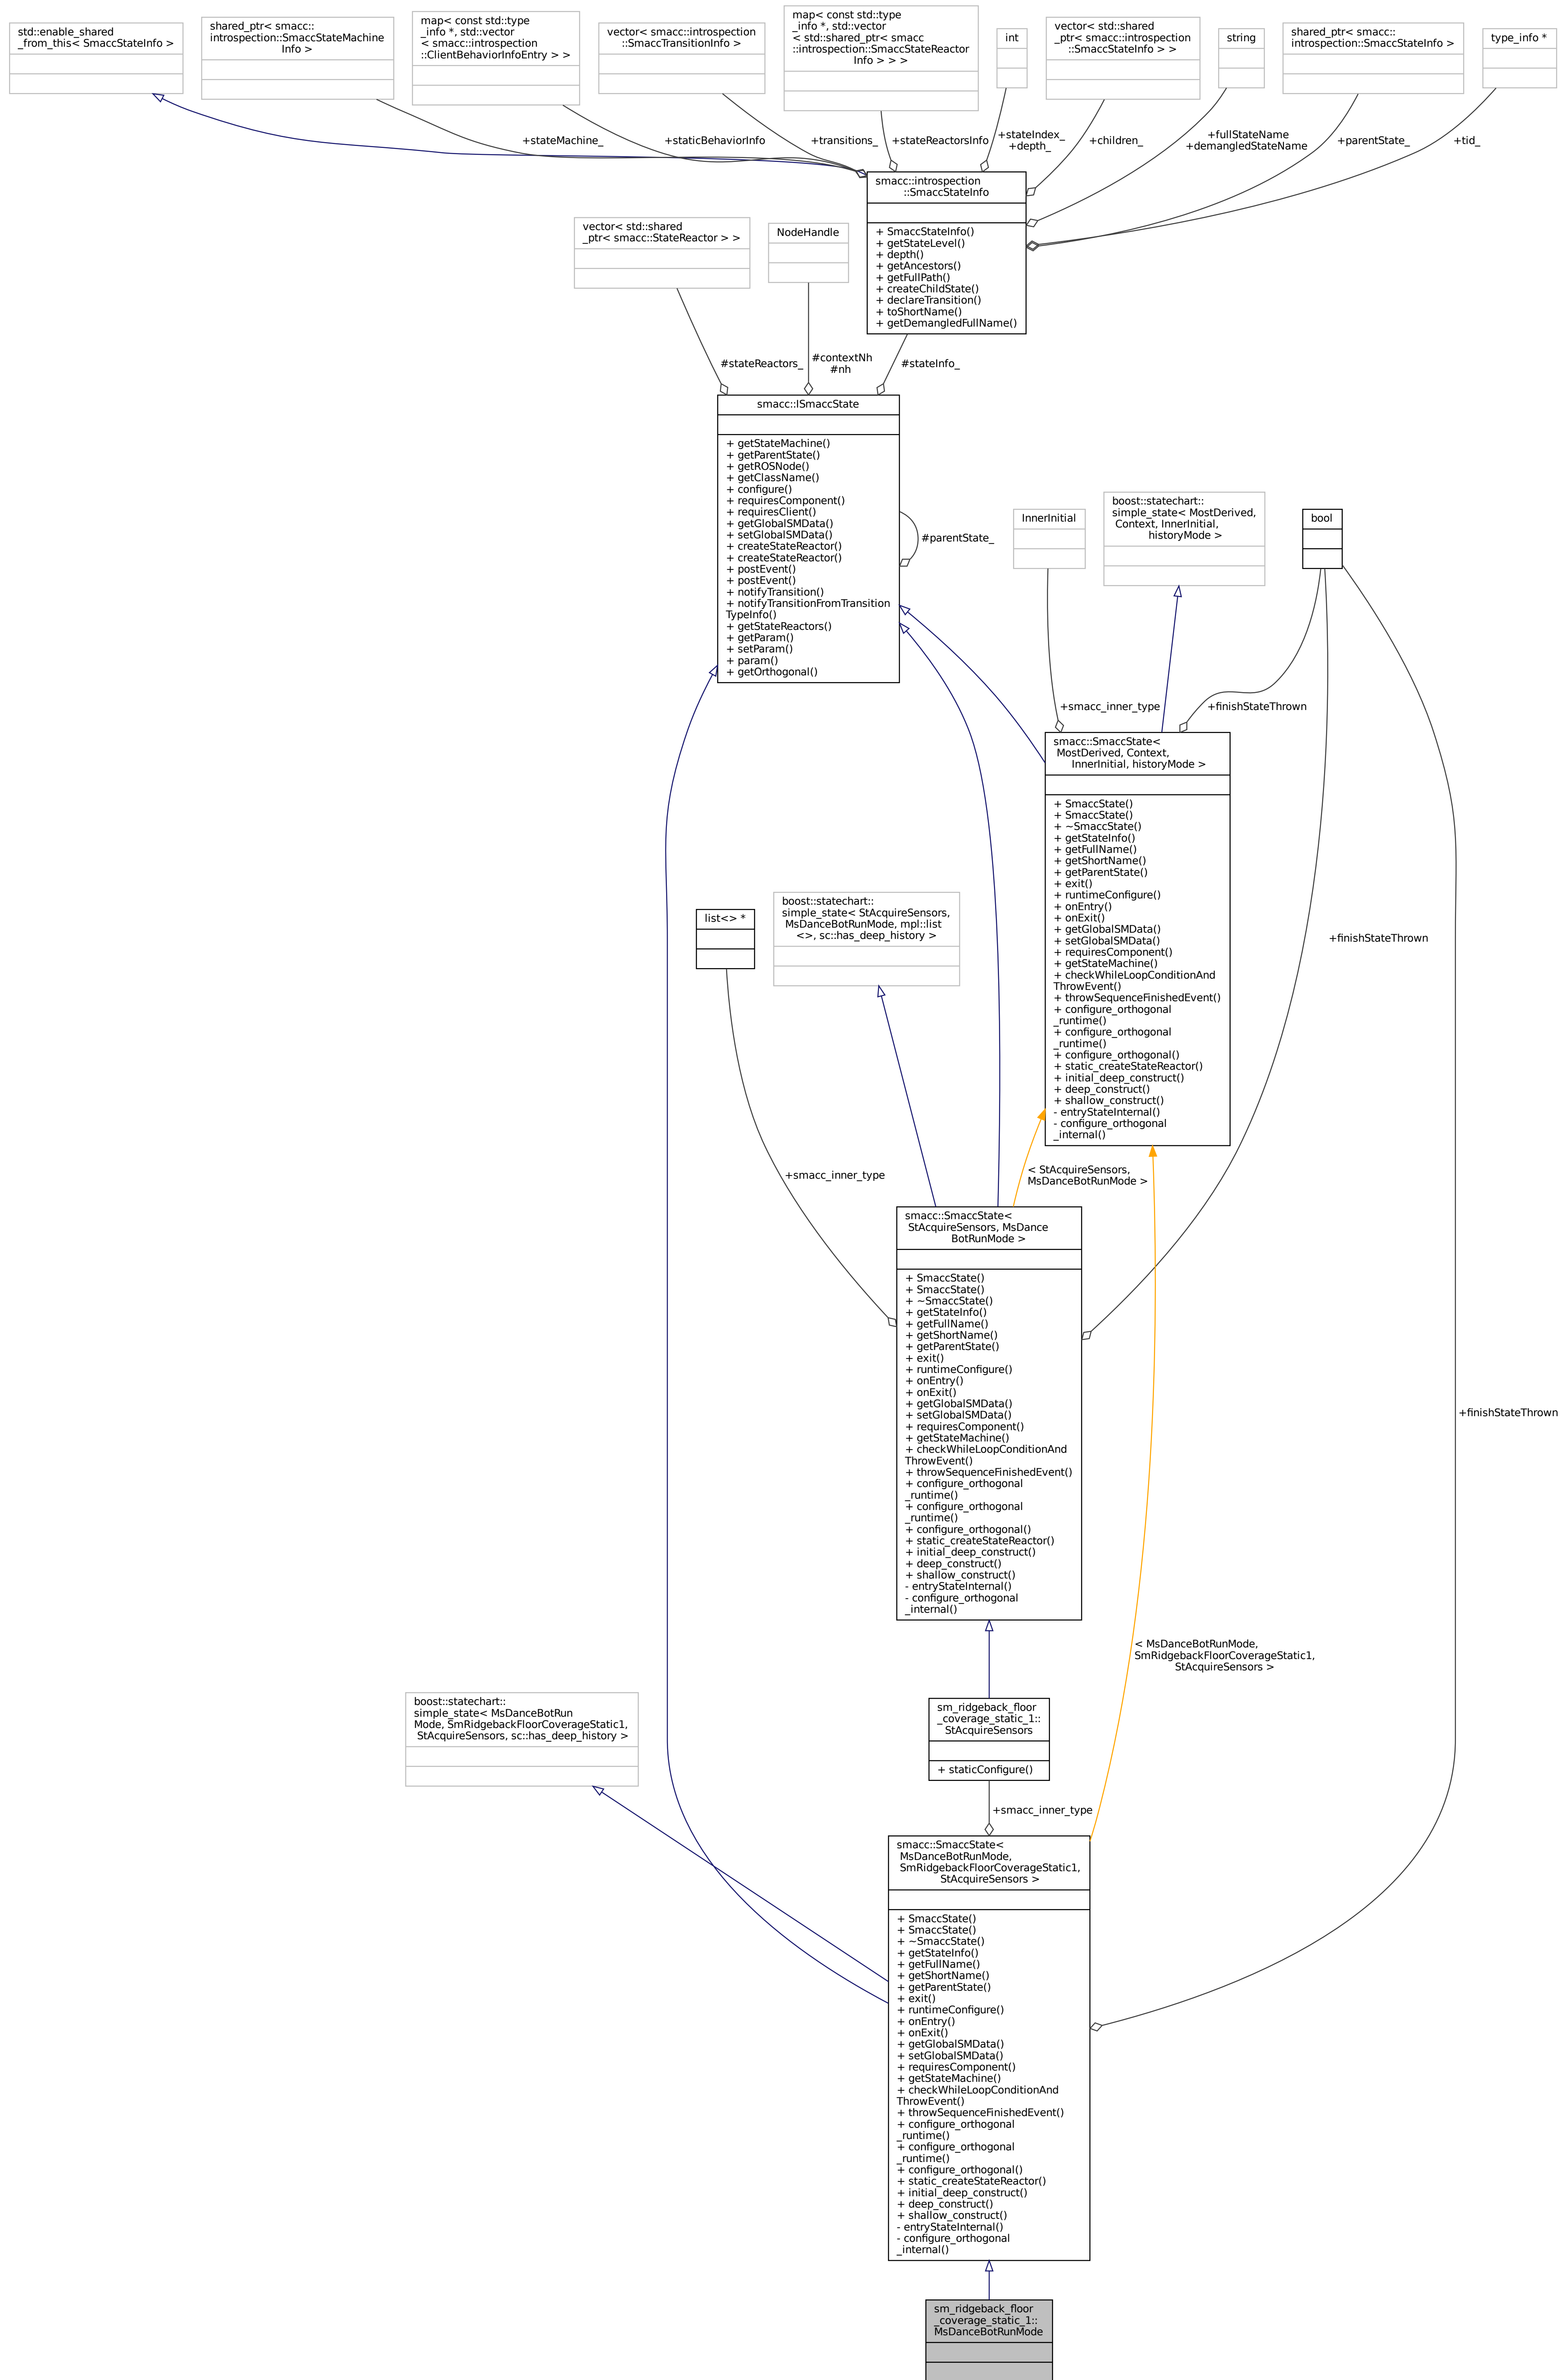 std::enable_shared
_from_this< SmaccStateInfo >
shared_ptr< smacc::
introspection::SmaccStateMachine
Info >
map< const std::type
_info *, std::vector
< smacc::introspection
::ClientBehaviorInfoEntry > >
vector< smacc::introspection
::SmaccTransitionInfo >
map< const std::type
_info *, std::vector
< std::shared_ptr< smacc
::introspection::SmaccStateReactor
Info > > >
int
vector< std::shared
_ptr< smacc::introspection
::SmaccStateInfo > >
string
shared_ptr< smacc::
introspection::SmaccStateInfo >
type_info *
+stateMachine_
+staticBehaviorInfo
+transitions_
+stateReactorsInfo
+stateIndex_
+depth_
+children_
+fullStateName
+demangledStateName
+parentState_
+tid_
smacc::introspection
::SmaccStateInfo
+ SmaccStateInfo()
+ getStateLevel()
+ depth()
+ getAncestors()
+ getFullPath()
+ createChildState()
+ declareTransition()
+ toShortName()
+ getDemangledFullName()
vector< std::shared
_ptr< smacc::StateReactor > >
NodeHandle
#stateReactors_
#contextNh
#nh
#stateInfo_
smacc::ISmaccState
+ getStateMachine()
+ getParentState()
+ getROSNode()
+ getClassName()
+ configure()
+ requiresComponent()
+ requiresClient()
+ getGlobalSMData()
+ setGlobalSMData()
+ createStateReactor()
+ createStateReactor()
+ postEvent()
+ postEvent()
+ notifyTransition()
+ notifyTransitionFromTransition
TypeInfo()
+ getStateReactors()
+ getParam()
+ setParam()
+ param()
+ getOrthogonal()
#parentState_
InnerInitial
boost::statechart::
simple_state< MostDerived,
Context, InnerInitial,
historyMode >
bool
+smacc_inner_type
+finishStateThrown
smacc::SmaccState<
MostDerived, Context,
InnerInitial, historyMode >
+ SmaccState()
+ SmaccState()
+ ~SmaccState()
+ getStateInfo()
+ getFullName()
+ getShortName()
+ getParentState()
+ exit()
+ runtimeConfigure()
+ onEntry()
+ onExit()
+ getGlobalSMData()
+ setGlobalSMData()
+ requiresComponent()
+ getStateMachine()
+ checkWhileLoopConditionAnd
ThrowEvent()
+ throwSequenceFinishedEvent()
+ configure_orthogonal
_runtime()
+ configure_orthogonal
_runtime()
+ configure_orthogonal()
+ static_createStateReactor()
+ initial_deep_construct()
+ deep_construct()
+ shallow_construct()
- entryStateInternal()
- configure_orthogonal
_internal()
list<> *
boost::statechart::
simple_state< StAcquireSensors,
MsDanceBotRunMode, mpl::list
<>, sc::has_deep_history >
+finishStateThrown
+smacc_inner_type
< StAcquireSensors,
MsDanceBotRunMode >
smacc::SmaccState<
StAcquireSensors, MsDance
BotRunMode >
+ SmaccState()
+ SmaccState()
+ ~SmaccState()
+ getStateInfo()
+ getFullName()
+ getShortName()
+ getParentState()
+ exit()
+ runtimeConfigure()
+ onEntry()
+ onExit()
+ getGlobalSMData()
+ setGlobalSMData()
+ requiresComponent()
+ getStateMachine()
+ checkWhileLoopConditionAnd
ThrowEvent()
+ throwSequenceFinishedEvent()
+ configure_orthogonal
_runtime()
+ configure_orthogonal
_runtime()
+ configure_orthogonal()
+ static_createStateReactor()
+ initial_deep_construct()
+ deep_construct()
+ shallow_construct()
- entryStateInternal()
- configure_orthogonal
_internal()
+finishStateThrown
< MsDanceBotRunMode,
SmRidgebackFloorCoverageStatic1,
StAcquireSensors >
boost::statechart::
simple_state< MsDanceBotRun
Mode, SmRidgebackFloorCoverageStatic1,
StAcquireSensors, sc::has_deep_history >
sm_ridgeback_floor
_coverage_static_1::
StAcquireSensors
+ staticConfigure()
+smacc_inner_type
smacc::SmaccState<
MsDanceBotRunMode,
SmRidgebackFloorCoverageStatic1,
StAcquireSensors >
+ SmaccState()
+ SmaccState()
+ ~SmaccState()
+ getStateInfo()
+ getFullName()
+ getShortName()
+ getParentState()
+ exit()
+ runtimeConfigure()
+ onEntry()
+ onExit()
+ getGlobalSMData()
+ setGlobalSMData()
+ requiresComponent()
+ getStateMachine()
+ checkWhileLoopConditionAnd
ThrowEvent()
+ throwSequenceFinishedEvent()
+ configure_orthogonal
_runtime()
+ configure_orthogonal
_runtime()
+ configure_orthogonal()
+ static_createStateReactor()
+ initial_deep_construct()
+ deep_construct()
+ shallow_construct()
- entryStateInternal()
- configure_orthogonal
_internal()
sm_ridgeback_floor
_coverage_static_1::
MsDanceBotRunMode